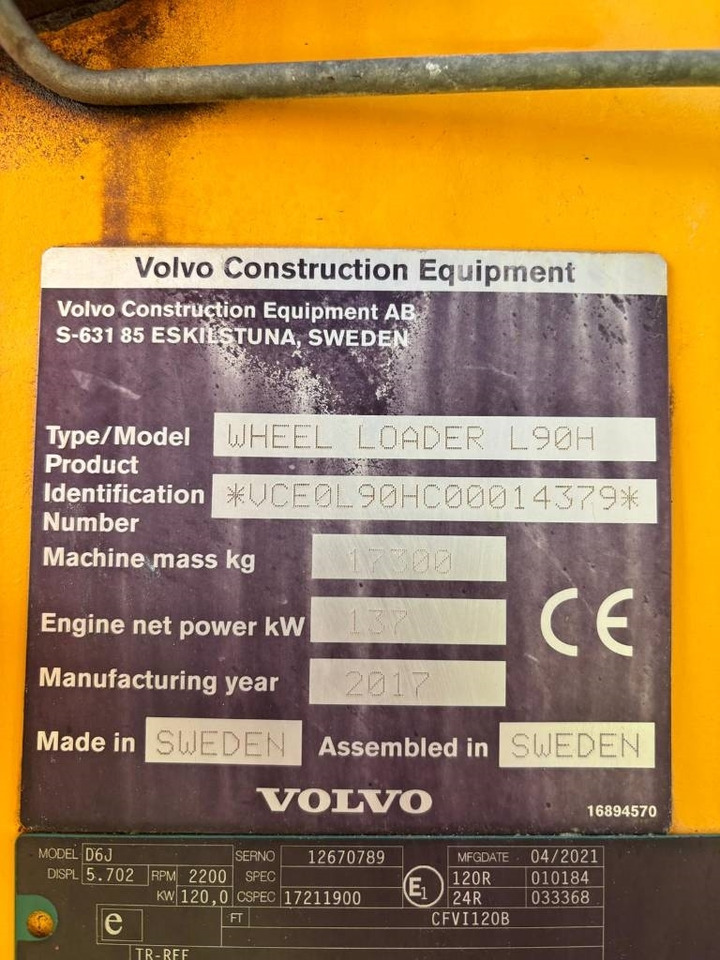 Volvo Construction Equipment
Volvo Construction Equipment AB
S-631 85 ESKILSTUNA, SWEDEN
Type/Model WHEEL LOADER L90H
Product
Identification *VCE0L90HC00014379*
Number
Machine mass kg 17300
Engine net power kW 137
CE
Manufacturing year 2017
Made in SWEDEN Assembled in SWEDEN
VOLVO
16894570
MODEL D6J SERNO 12670789 MFGDATE 04/2021
DISPL 5.702 RPM 2200 SPEC E1 120R 010184
KW 120,0 CSPEC 17211900 24R 033368
e FT CFVI120B
TR-REF